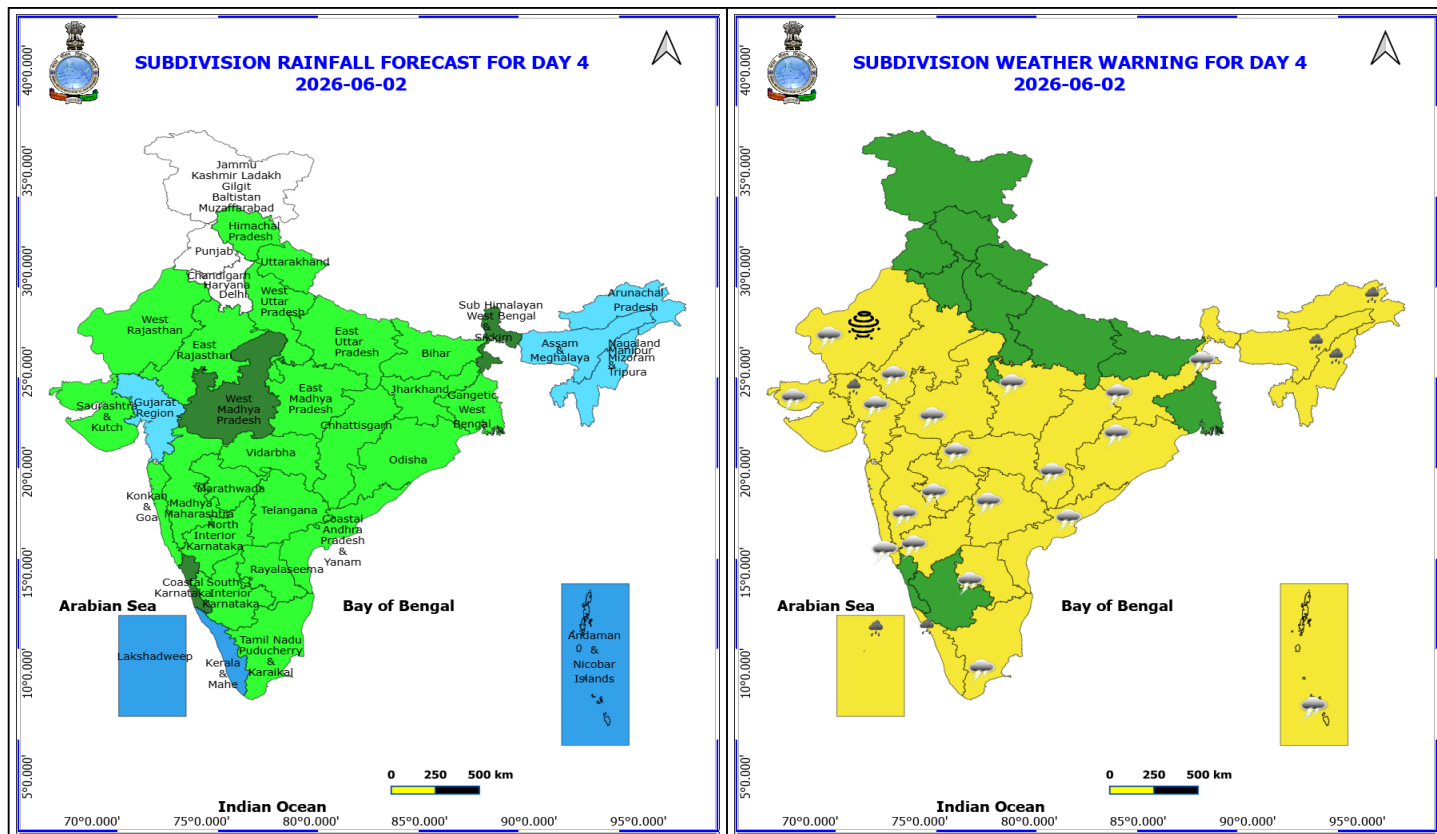 SUBDIVISION RAINFALL FORECAST FOR DAY 4
2026-06-02
40°0.000'
35°0.000'
30°0.000'
25°0.000'
20°0.000'
15°0.000'
10°0.000'
5°0.000'
Jammu
Kashmir Ladakh
Gilgit
Baltistan
Muzaffarabad
Himachal
Pradesh
Punjab
Uttarakhand
Chandigarh
Haryana
Delhi
West
Uttar
Pradesh
West
Rajasthan
East
Rajasthan
East
Uttar
Pradesh
Bihar
Sub Himalayan
West Bengal
&
Sikkim
Arunachal
Pradesh
Assam
&
Meghalaya
Nagaland
Manipur
Mizoram
&
Tripura
Saurashtra
&
Kutch
Gujarat
Region
West
Madhya
Pradesh
East
Madhya
Pradesh
Jharkhand
Gangetic
West
Bengal
Chhattisgarh
Vidarbha
Odisha
Konkan
&
Goa
Madhya
Maharashtra
Marathwada
Telangana
North
Interior
Karnataka
Coastal
Andhra
Pradesh
&
Yanam
Rayalaseema
Coastal
Karnataka
South
Interior
Karnataka
Arabian Sea
Bay of Bengal
Lakshadweep
Kerala
&
Mahe
Tamil Nadu
Puducherry
&
Karaikal
Andaman
&
Nicobar
Islands
0 250 500 km
Indian Ocean
70°0.000' 75°0.000' 80°0.000' 85°0.000' 90°0.000' 95°0.000'
SUBDIVISION WEATHER WARNING FOR DAY 4
2026-06-02
40°0.000'
35°0.000'
30°0.000'
25°0.000'
20°0.000'
15°0.000'
10°0.000'
5°0.000'
Arabian Sea
Bay of Bengal
0 250 500 km
Indian Ocean
70°0.000' 75°0.000' 80°0.000' 85°0.000' 90°0.000' 95°0.000'